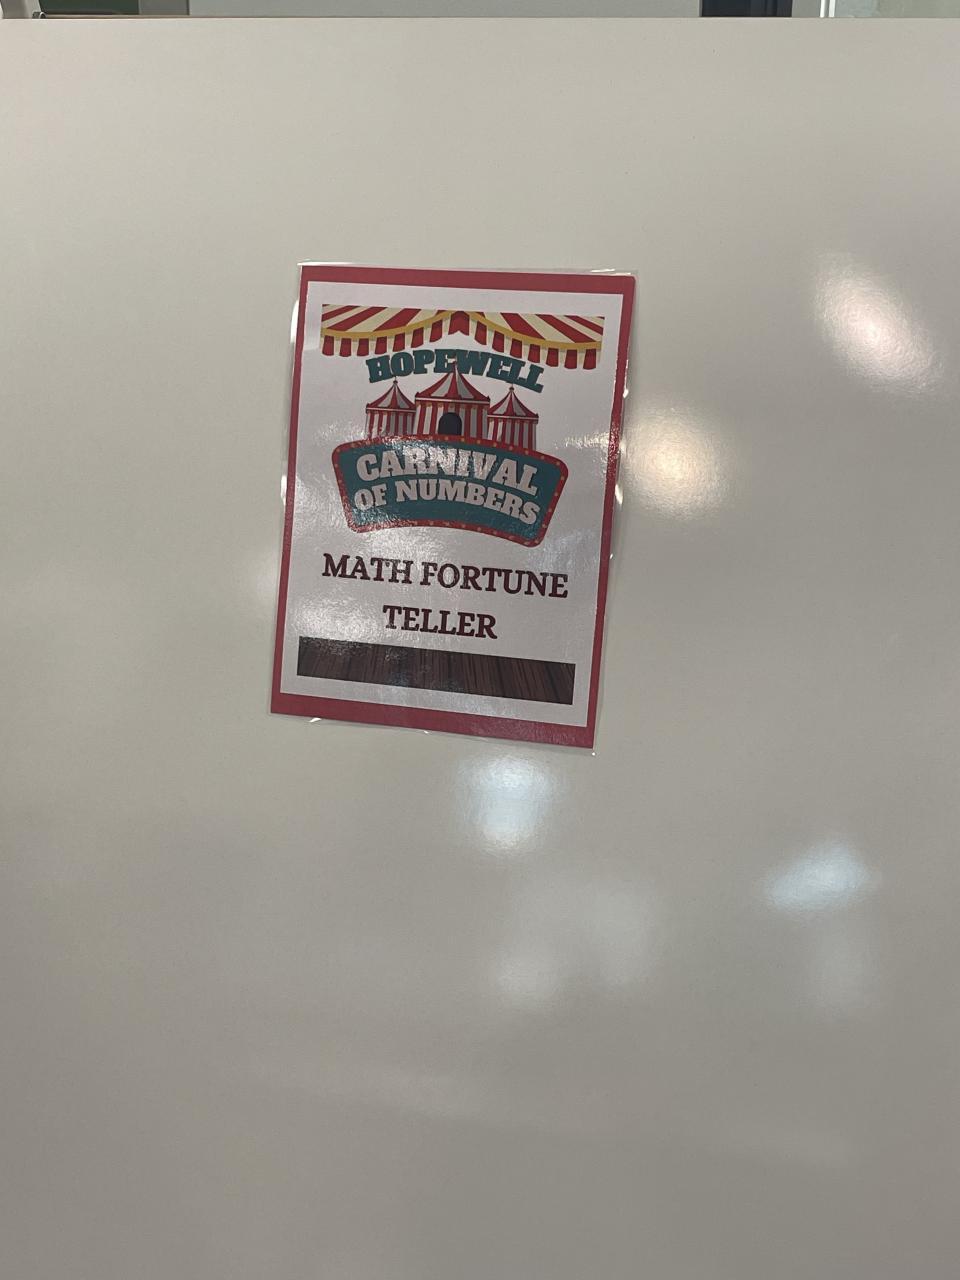 HOPEWELL
CARNIVAL
OF NUMBERS
MATH FORTUNE
TELLER